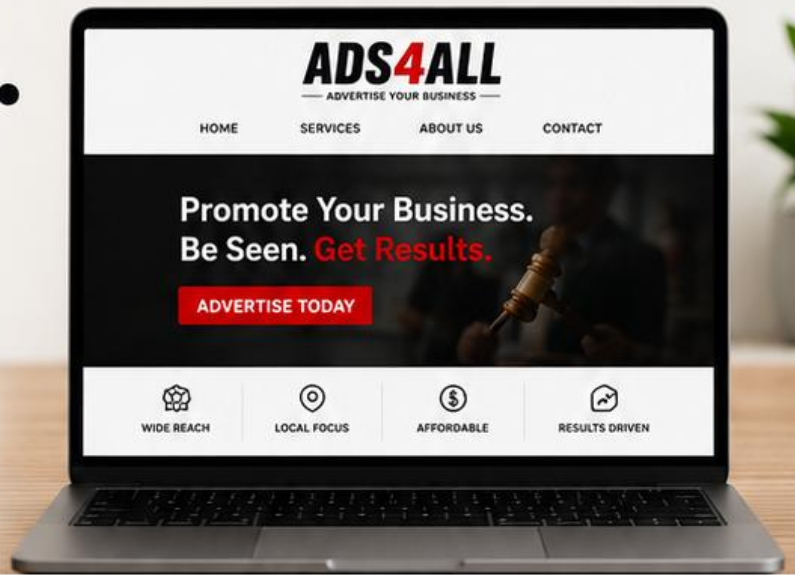 ADS4ALL
ADVERTISE YOUR BUSINESS
HOME SERVICES ABOUT US CONTACT
Promote Your Business.
Be Seen. Get Results.
ADVERTISE TODAY
WIDE REACH LOCAL FOCUS AFFORDABLE RESULTS DRIVEN